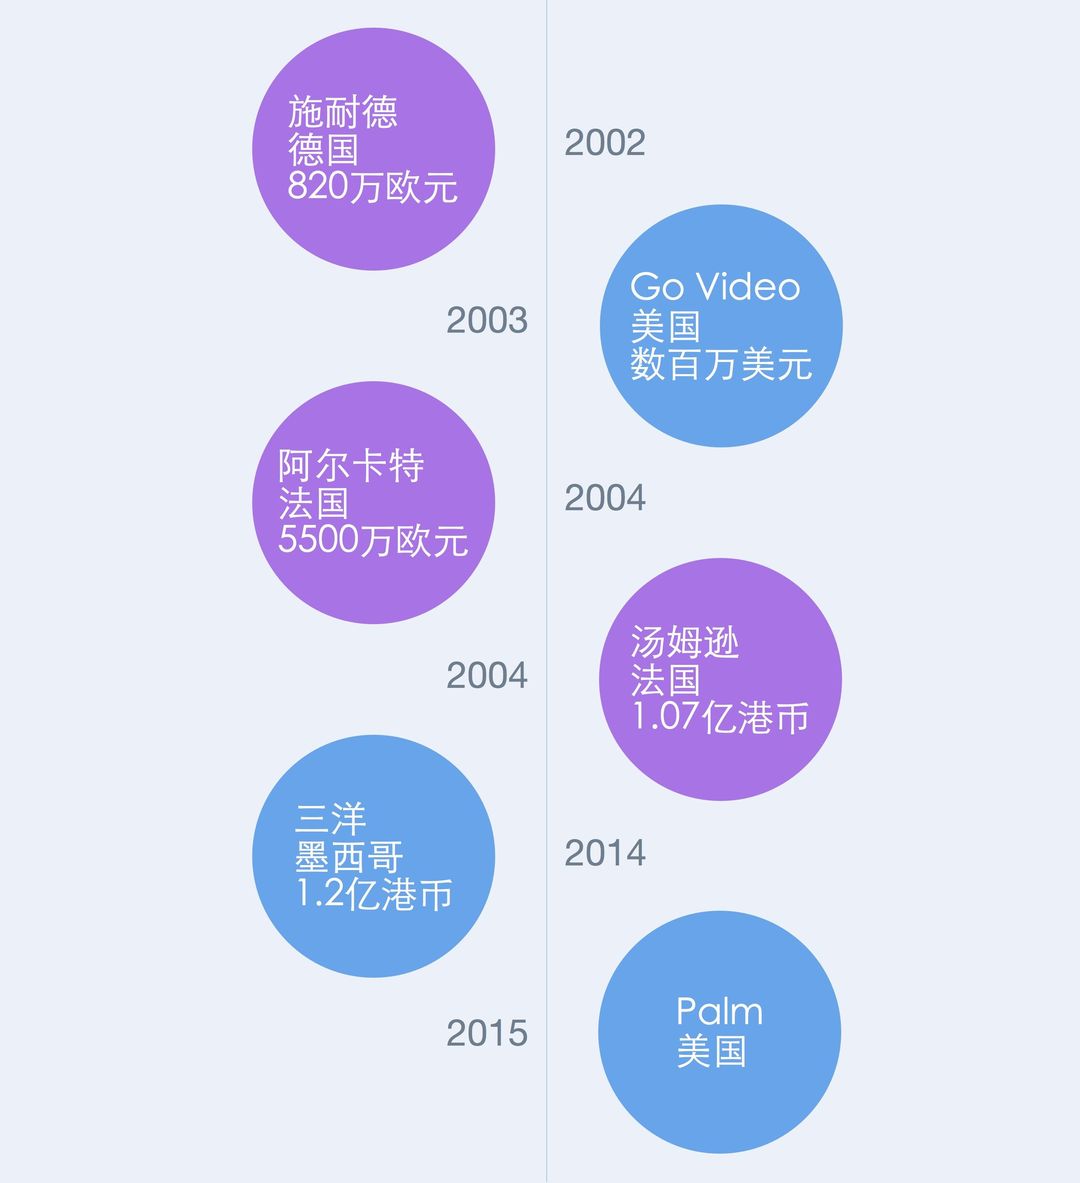 施耐德
德国
820万欧元
2002
Go Video
美国
数百万美元
2003
阿尔卡特
法国
5500万欧元
2004
汤姆逊
法国
1.07亿港币
2004
三洋
墨西哥
1.2亿港币
2014
Palm
美国
2015